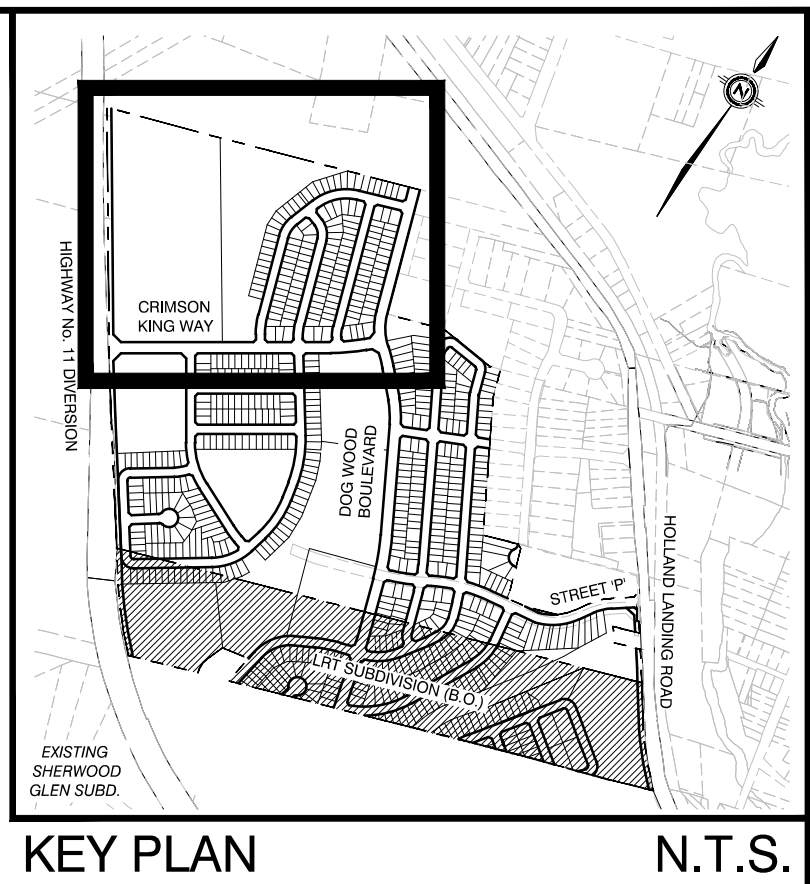 N
CRIMSON
KING WAY
HIGHWAY No. 11 DIVERSION
DOG WOOD
BOULEVARD
HOLLAND LANDING ROAD
STREET 'P'
LRT SUBDIVISION (B.O.)
EXISTING
SHERWOOD
GLEN SUBD.
KEY PLAN
N.T.S.